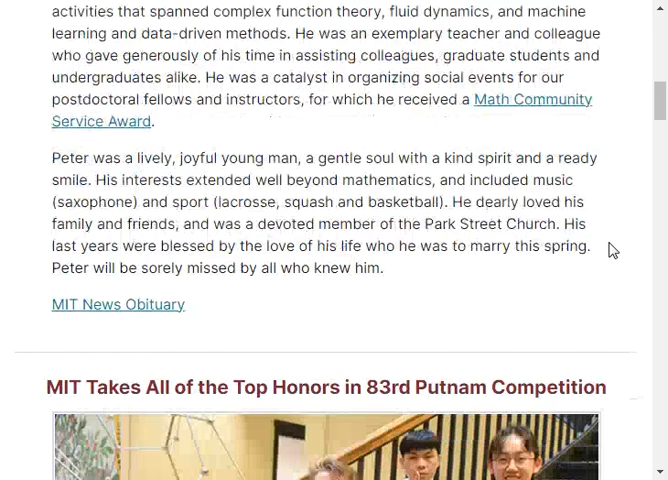 activities that spanned complex function theory, fluid dynamics, and machine
learning and data-driven methods. He was an exemplary teacher and colleague
who gave generously of his time in assisting colleagues, graduate students and
undergraduates alike. He was a catalyst in organizing social events for our
postdoctoral fellows and instructors, for which he received a Math Community
Service Award.
Peter was a lively, joyful young man, a gentle soul with a kind spirit and a ready
smile. His interests extended well beyond mathematics, and included music
(saxophone) and sport (lacrosse, squash and basketball). He dearly loved his
family and friends, and was a devoted member of the Park Street Church. His
last years were blessed by the love of his life who he was to marry this spring.
Peter will be sorely missed by all who knew him.
MIT News Obituary
MIT Takes All of the Top Honors in 83rd Putnam Competition